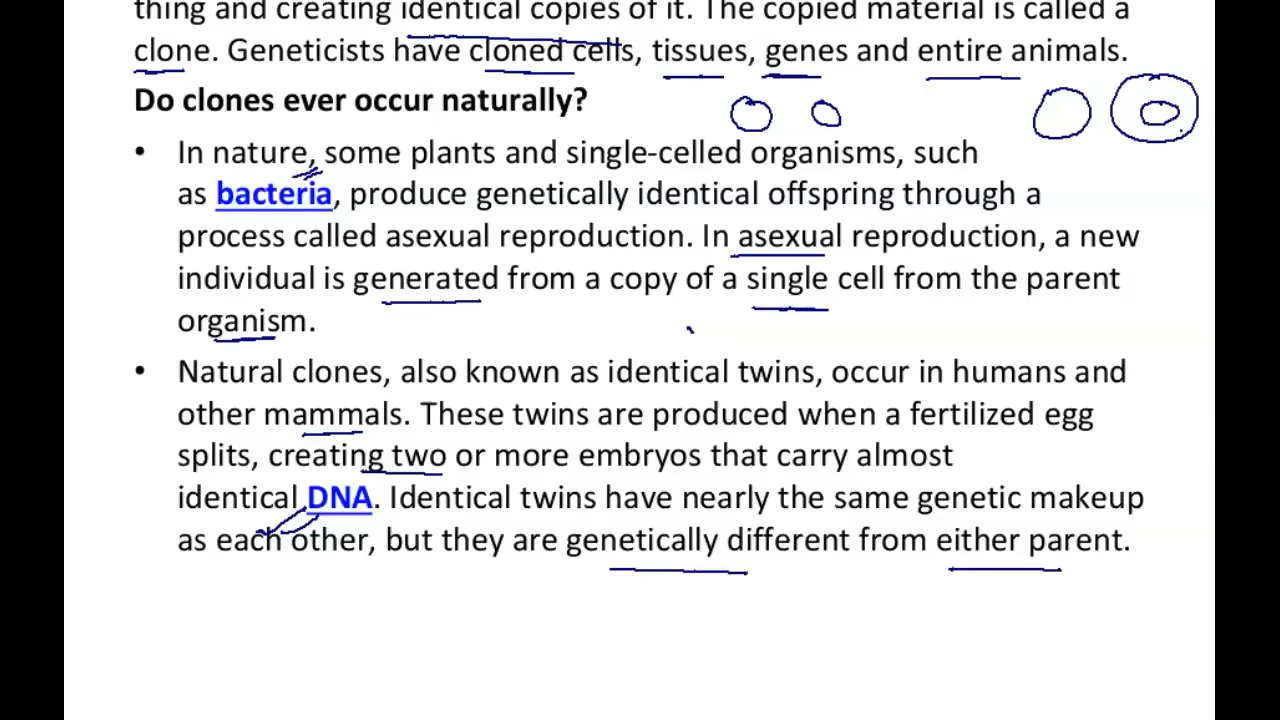 thing and creating identical copies of it. The copied material is called a
clone. Geneticists have cloned cells, tissues, genes and entire animals.
Do clones ever occur naturally?
• In nature, some plants and single-celled organisms, such
as bacteria, produce genetically identical offspring through a
process called asexual reproduction. In asexual reproduction, a new
individual is generated from a copy of a single cell from the parent
organism.
• Natural clones, also known as identical twins, occur in humans and
other mammals. These twins are produced when a fertilized egg
splits, creating two or more embryos that carry almost
identical DNA. Identical twins have nearly the same genetic makeup
as each other, but they are genetically different from either parent.